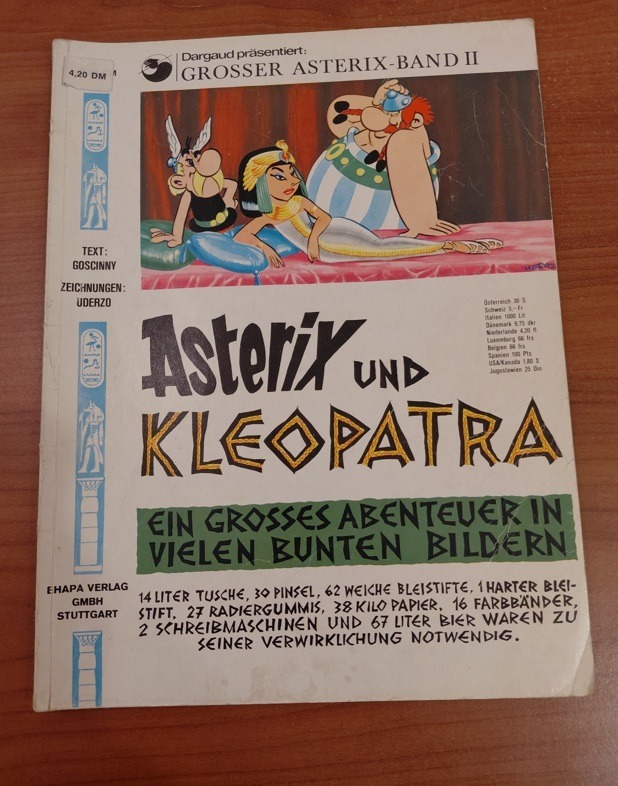 4,20 DM
Dargaud präsentiert:
GROSSER ASTERIX-BAND II
TEXT:
GOSCINNY
ZEICHNUNGEN:
UDERZO
Österreich 30 S
Schweiz 5,- Fr
Italien 1000 Lit
Dänemark 9,75 dkr
Niederlande 4,20 fl
Luxemburg 66 frs
Belgien 66 frs
Spanien 100 Pts
USA/Kanada 1,80 $
Jugoslawien 25 Din
Asterix UND
KLEOPATRA
EIN GROSSES ABENTEUER IN
VIELEN BUNTEN BILDERN
EHAPA VERLAG
GMBH
STUTTGART
14 LITER TUSCHE, 30 PINSEL, 62 WEICHE BLEISTIFTE, 1 HARTER BLEI-
STIFT, 27 RADIERGUMMIS, 38 KILO PAPIER, 16 FARBBÄNDER,
2 SCHREIBMASCHINEN UND 67 LITER BIER WAREN ZU
SEINER VERWIRKLICHUNG NOTWENDIG.